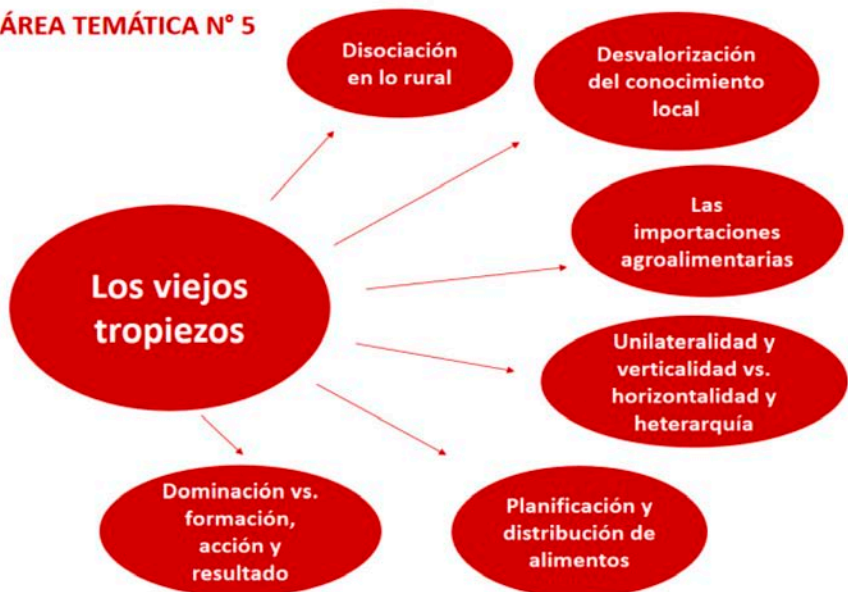 ÁREA TEMÁTICA N° 5
Disociación
en lo rural
Desvalorización
del conocimiento
local
Las
importaciones
agroalimentarias
Los viejos
tropiezos
Unilateralidad y
verticalidad vs.
horizontalidad y
heterarquía
Dominación vs.
formación,
acción y
resultado
Planificación y
distribución de
alimentos